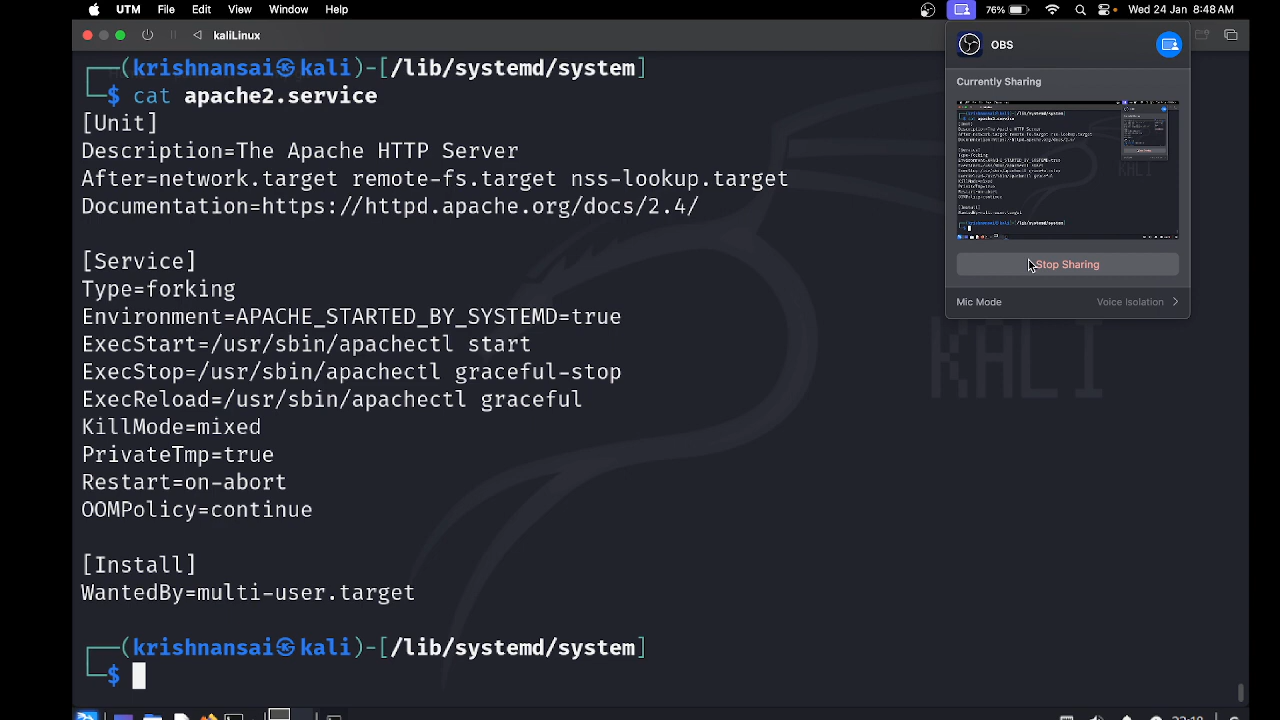 UTM File Edit View Window Help 76% Wed 24 Jan 8:48 AM
kaliLinux
┌──(krishnansai㉿kali)-[/lib/systemd/system]
└─$ cat apache2.service
[Unit]
Description=The Apache HTTP Server
After=network.target remote-fs.target nss-lookup.target
Documentation=https://httpd.apache.org/docs/2.4/
[Service]
Type=forking
Environment=APACHE_STARTED_BY_SYSTEMD=true
ExecStart=/usr/sbin/apachectl start
ExecStop=/usr/sbin/apachectl graceful-stop
ExecReload=/usr/sbin/apachectl graceful
KillMode=mixed
PrivateTmp=true
Restart=on-abort
OOMPolicy=continue
[Install]
WantedBy=multi-user.target
┌──(krishnansai㉿kali)-[/lib/systemd/system]
└─$
OBS
Currently Sharing
Stop Sharing
Mic Mode Voice Isolation
KALI